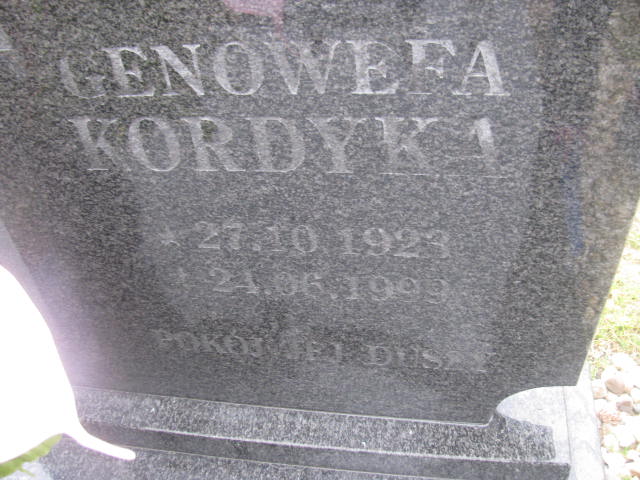 GENOWEFA
KORDYKA
★ 27.10.1923
† 24.06.1999
POKÓJ JEJ DUSZY